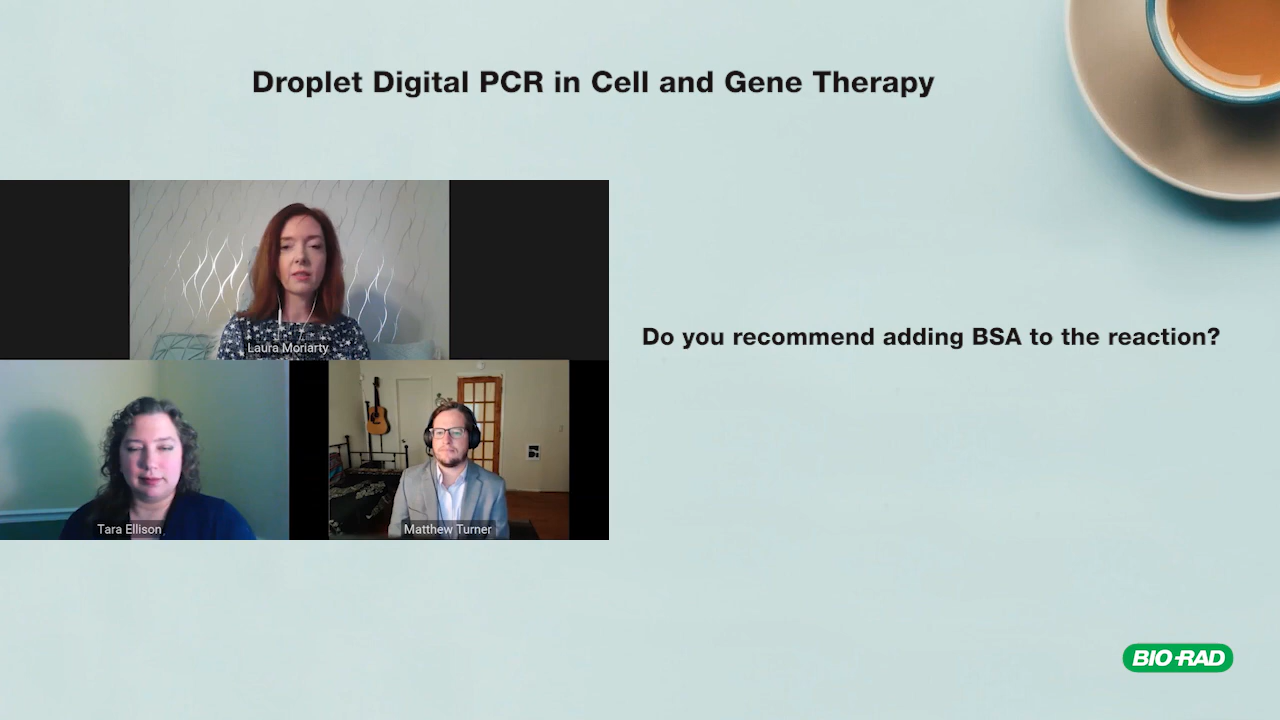 Droplet Digital PCR in Cell and Gene Therapy
Laura Moriarty
Do you recommend adding BSA to the reaction?
Tara Ellison
Matthew Turner
BIO-RAD